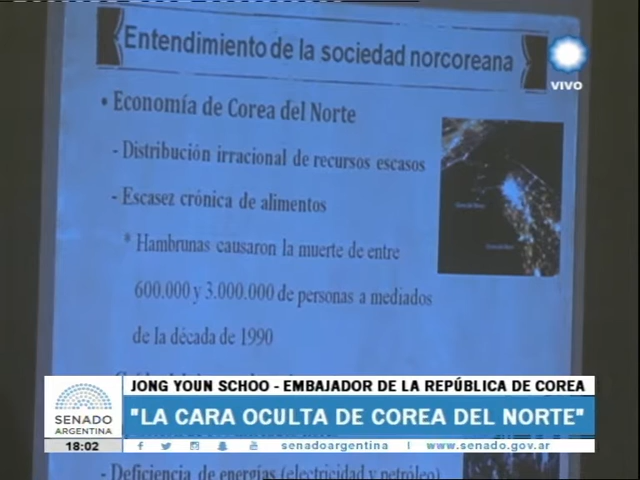 Entendimiento de la sociedad norcoreana
VIVO
• Economía de Corea del Norte
- Distribución irracional de recursos escasos
- Escasez crónica de alimentos
* Hambrunas causaron la muerte de entre
600.000 y 3.000.000 de personas a mediados
de la década de 1990
JONG YOUN SCHOO - EMBAJADOR DE LA REPÚBLICA DE COREA
SENADO
ARGENTINA
"LA CARA OCULTA DE COREA DEL NORTE"
18:02
senadoargentina | www.senado.gov.ar
- Deficiencia de energías (electricidad y petróleo)